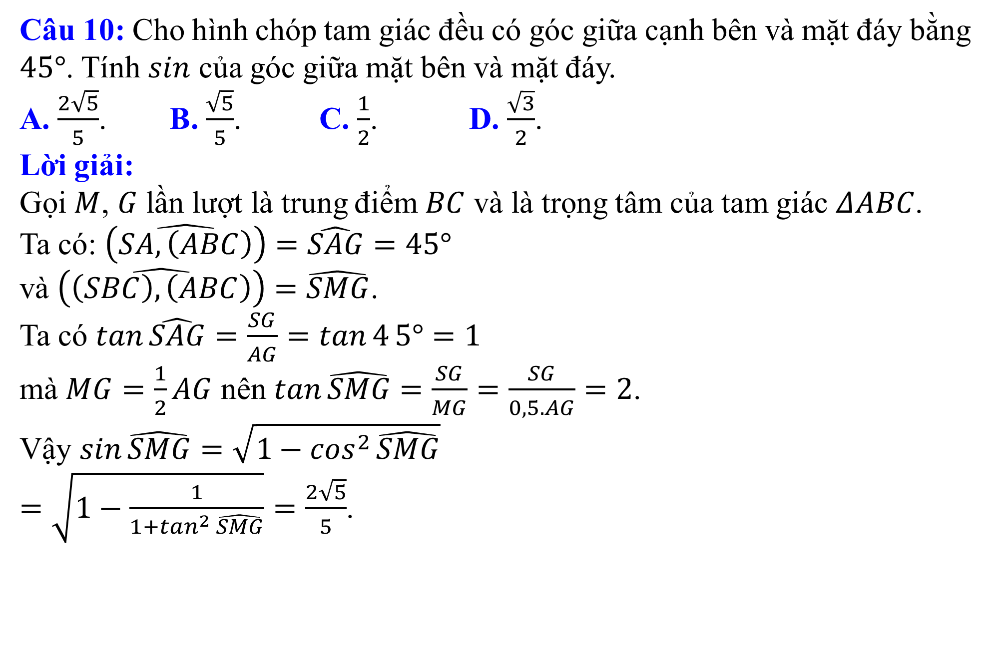 Câu 10: Cho hình chóp tam giác đều có góc giữa cạnh bên và mặt đáy bằng
45°. Tính sin của góc giữa mặt bên và mặt đáy.
A. $\frac{2\sqrt{5}}{5}$. B. $\frac{\sqrt{5}}{5}$. C. $\frac{1}{2}$. D. $\frac{\sqrt{3}}{2}$.
Lời giải:
Gọi M, G lần lượt là trung điểm BC và là trọng tâm của tam giác ΔABC.
Ta có: $\widehat{(SA,(ABC))} = \widehat{SAG} = 45°$
và $\widehat{((SBC),(ABC))} = \widehat{SMG}$.
Ta có $tan \widehat{SAG} = \frac{SG}{AG} = tan 4 5° = 1$
mà $MG = \frac{1}{2} AG$ nên $tan \widehat{SMG} = \frac{SG}{MG} = \frac{SG}{0,5.AG} = 2$.
Vậy $sin \widehat{SMG} = \sqrt{1 - cos^2 \widehat{SMG}}$
$= \sqrt{1 - \frac{1}{1+tan^2 \widehat{SMG}}} = \frac{2\sqrt{5}}{5}$.